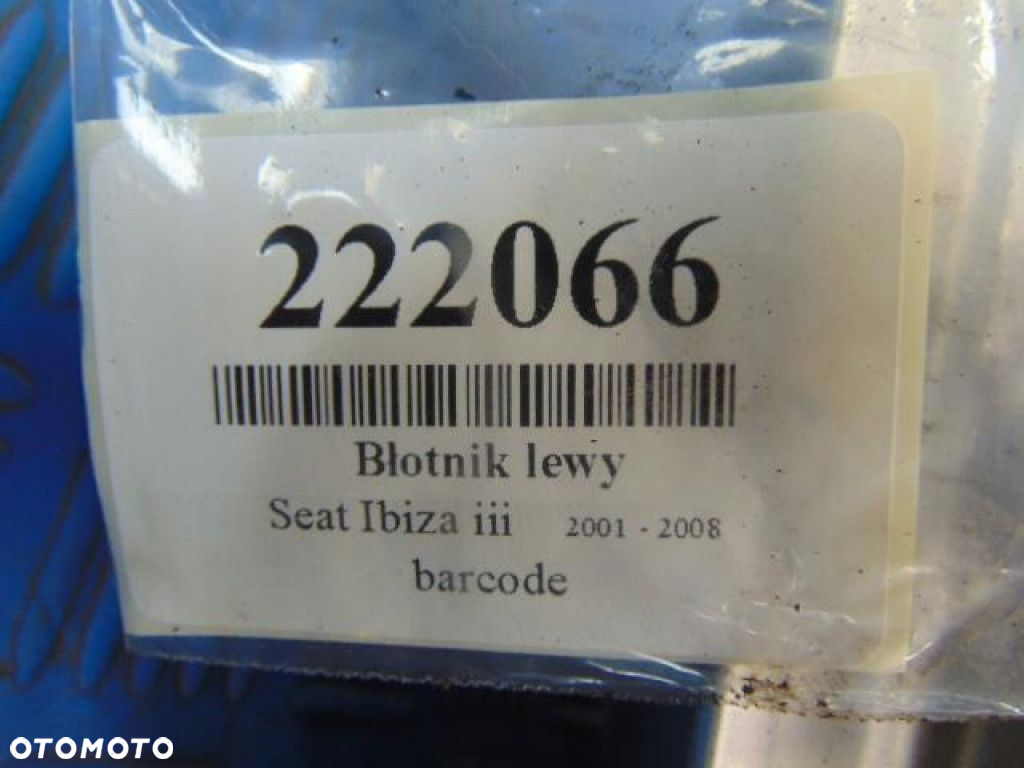 222066
Błotnik lewy
Seat Ibiza iii 2001 - 2008
barcode
OTOMOTO